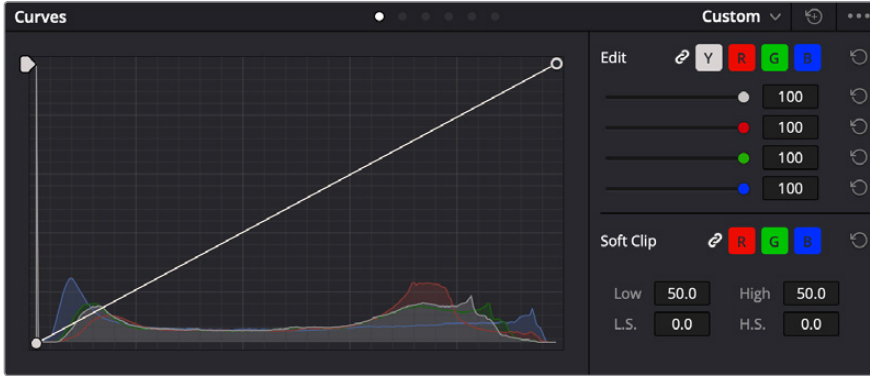 Curves
Custom
Edit Y R G B
100
100
100
100
Soft Clip R G B
Low 50.0 High 50.0
L.S. 0.0 H.S. 0.0